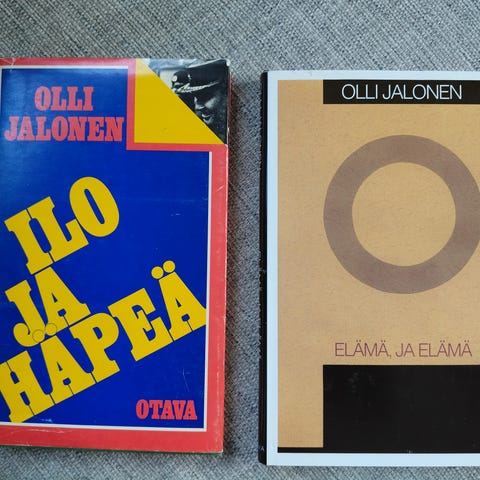 OLLI
JALONEN
ILO
JA
HÄPEÄ
OTAVA
OLLI JALONEN
ELÄMÄ, JA ELÄMÄ